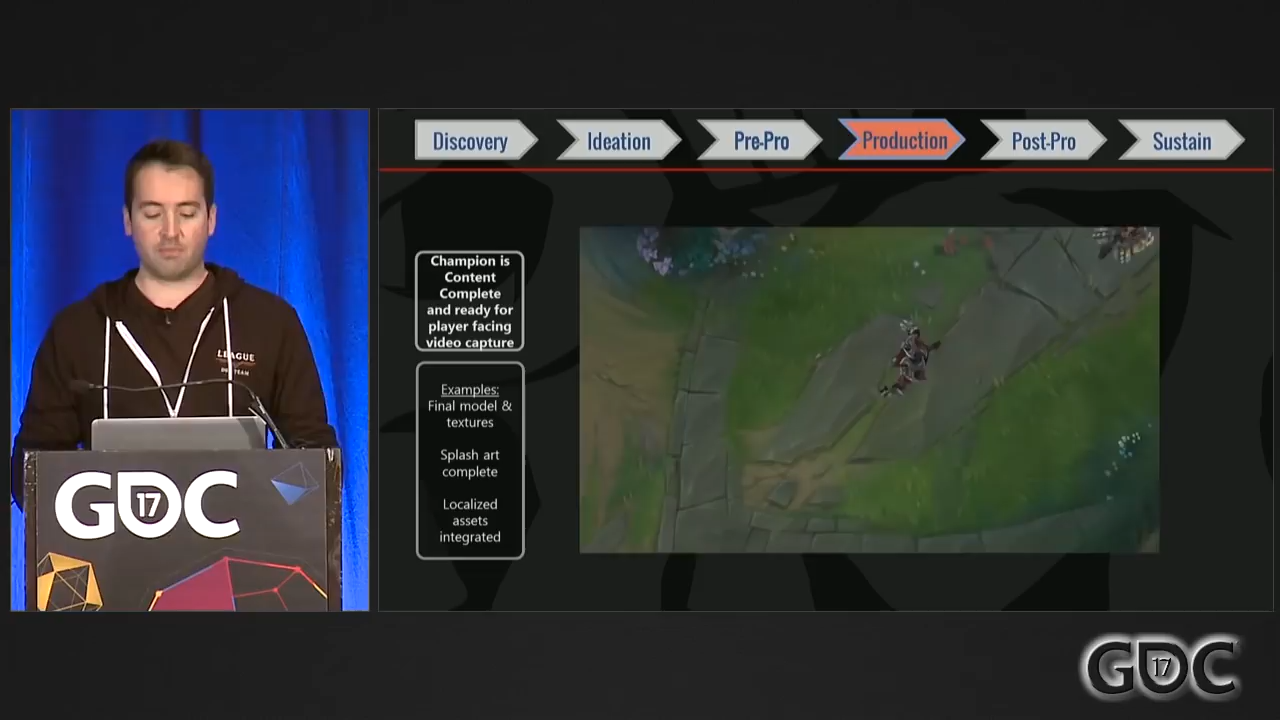 Discovery
Ideation
Pre-Pro
Production
Post-Pro
Sustain
Champion is
Content
Complete
and ready for
player facing
video capture
Examples:
Final model &
textures
Splash art
complete
Localized
assets
integrated
LEAGUE
GDC
17
GDC
17